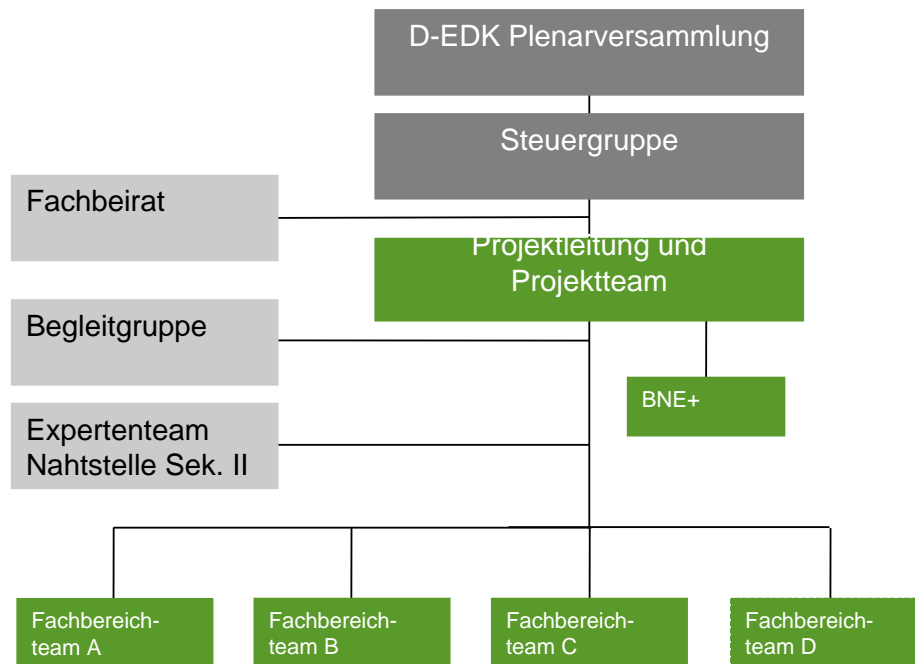 D-EDK Plenarversammlung
Steuergruppe
Fachbeirat
Projektleitung und
Projektteam
Begleitgruppe
BNE+
Expertenteam
Nahtstelle Sek. II
Fachbereich-
team A
Fachbereich-
team B
Fachbereich-
team C
Fachbereich-
team D